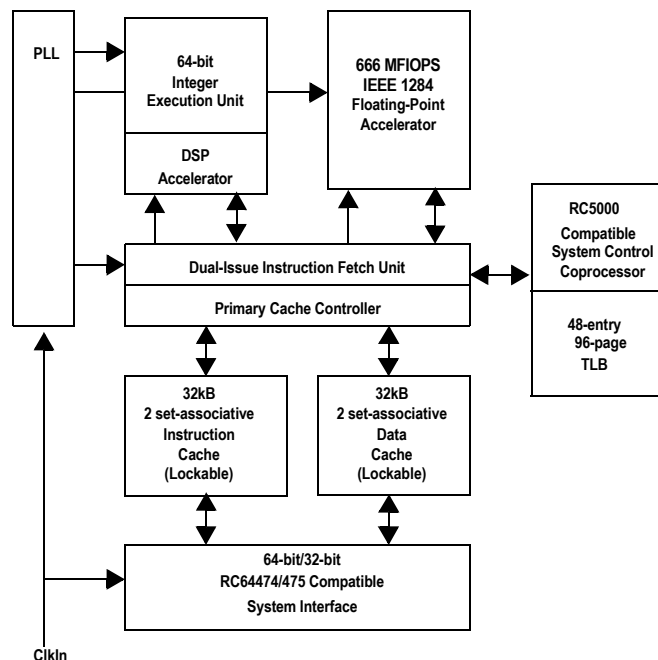 PLL
64-bit
Integer
Execution Unit
DSP
Accelerator
666 MFlOPS
IEEE 1284
Floating-Point
Accelerator
Dual-Issue Instruction Fetch Unit
Primary Cache Controller
RC5000
Compatible
System Control
Coprocessor
48-entry
96-page
TLB
32kB
2 set-associative
Instruction
Cache
(Lockable)
32kB
2 set-associative
Data
Cache
(Lockable)
64-bit/32-bit
RC64474/475 Compatible
System Interface
ClkIn